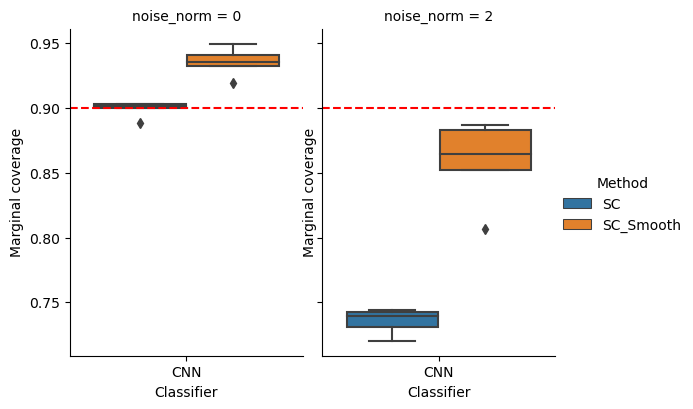 noise_norm = 0
noise_norm = 2
Marginal coverage
0.95
0.90
0.85
0.80
0.75
CNN
Classifier
Marginal coverage
CNN
Classifier
Method
SC
SC_Smooth